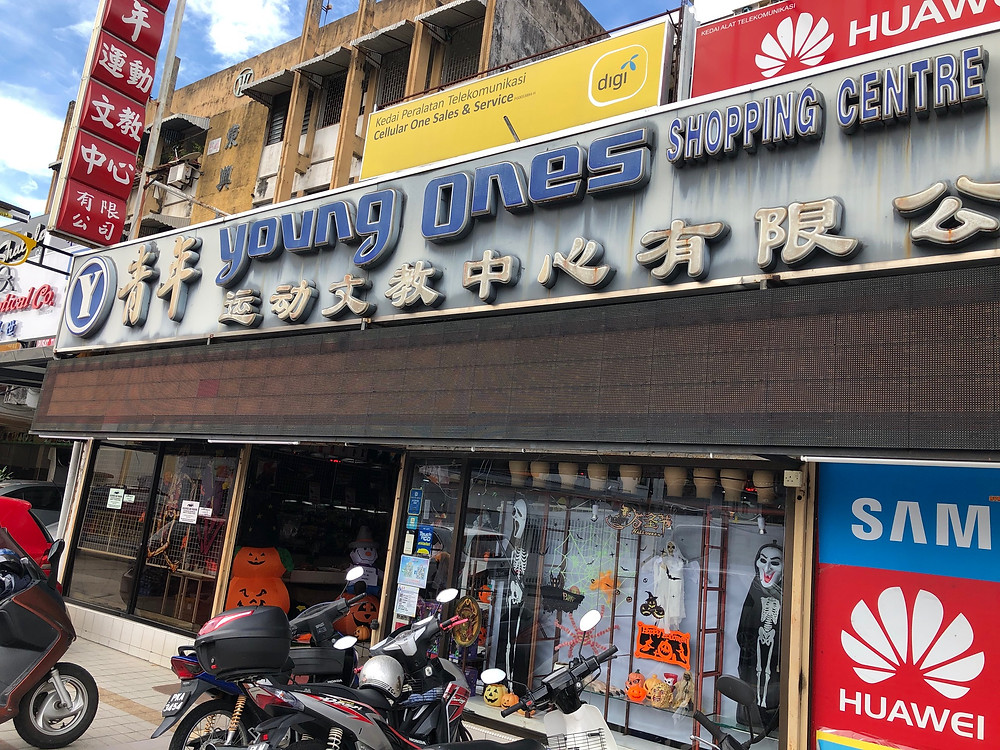 年
運動
文教
中心
有限
公司
Kedai Peralatan Telekomunikasi
Cellular One Sales & Service
digi
KEDAI ALAT TELEKOMUNIKASI
HUAWEI
Young Ones SHOPPING CENTRE
Y
青年运动文教中心有限公
SAM
HUAWEI